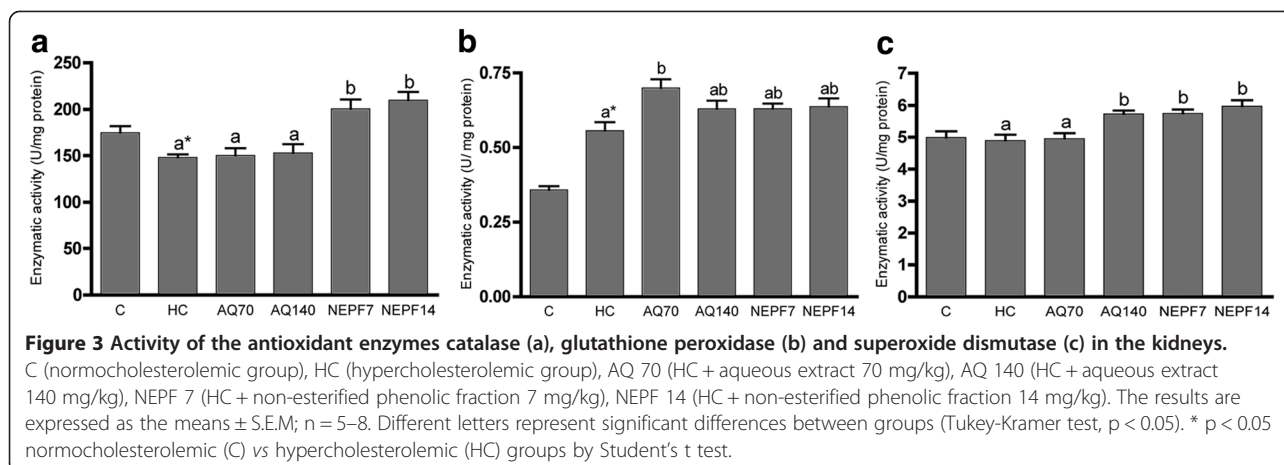 a
b
c
Enzymatic activity (U/mg protein)
250
200
150
100
50
0
a*
a
a
b
b
C
HC
AQ70
AQ140
NEPF7
NEPF14
Enzymatic activity (U/ mg protein)
0.75
0.50
0.25
0.00
a*
b
ab
ab
ab
C
HC
AQ70
AQ140
NEPF7
NEPF14
Enzymatic activity (U/mg protein)
7
6
5
4
3
2
1
0
a
a
b
b
b
C
HC
AQ70
AQ140
NEPF7
NEPF14
Figure 3 Activity of the antioxidant enzymes catalase (a), glutathione peroxidase (b) and superoxide dismutase (c) in the kidneys.
C (normocholesterolemic group), HC (hypercholesterolemic group), AQ 70 (HC + aqueous extract 70 mg/kg), AQ 140 (HC + aqueous extract
140 mg/kg), NEPF 7 (HC + non-esterified phenolic fraction 7 mg/kg), NEPF 14 (HC + non-esterified phenolic fraction 14 mg/kg). The results are
expressed as the means ± S.E.M; n = 5–8. Different letters represent significant differences between groups (Tukey-Kramer test, p < 0.05). * p < 0.05
normocholesterolemic (C) vs hypercholesterolemic (HC) groups by Student's t test.